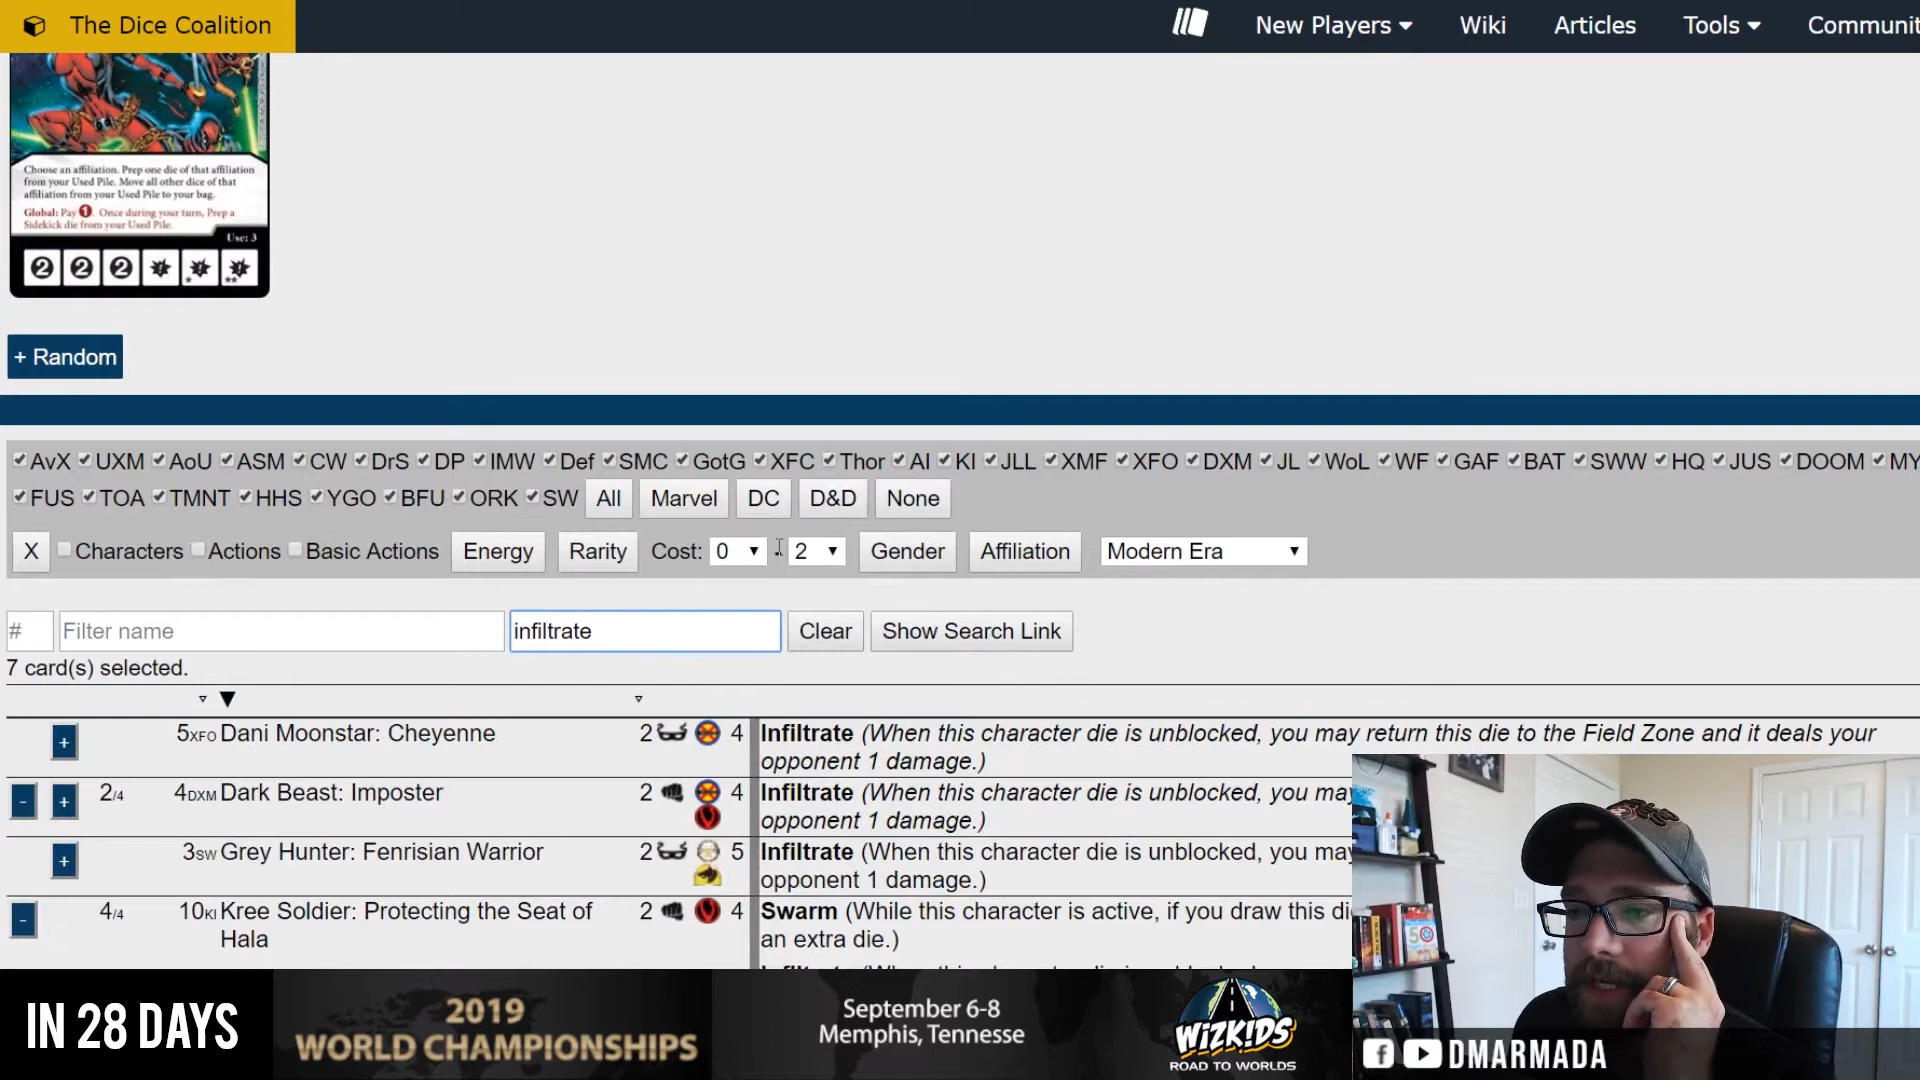 The Dice Coalition
New Players
Wiki
Articles
Tools
Communit
Choose an affiliation. Prep one die of that affiliation
from your Used Pile. Move all other dice of that
affiliation from your Used Pile to your bag.
Global: Pay 1. Once during your turn, Prep a
Sidekick die from your Used Pile.
Use: 3
2 2 2
+ Random
AvX UXM AoU ASM CW DrS DP IMW Def SMC GotG XFC Thor AI KI JLL XMF XFO DXM JL WoL WF GAF BAT SWW HQ JUS DOOM MY
FUS TOA TMNT HHS YGO BFU ORK SW All Marvel DC D&D None
X Characters Actions Basic Actions Energy Rarity Cost: 0 - 2 Gender Affiliation Modern Era
# Filter name infiltrate Clear Show Search Link
7 card(s) selected.
+ 5XFO Dani Moonstar: Cheyenne 2 4 Infiltrate (When this character die is unblocked, you may return this die to the Field Zone and it deals your
opponent 1 damage.)
- + 2/4 4DXM Dark Beast: Imposter 2 4 Infiltrate (When this character die is unblocked, you may
opponent 1 damage.)
+ 3SW Grey Hunter: Fenrisian Warrior 2 5 Infiltrate (When this character die is unblocked, you may
opponent 1 damage.)
- 4/4 10KI Kree Soldier: Protecting the Seat of 2 4 Swarm (While this character is active, if you draw this di
Hala an extra die.)
IN 28 DAYS
2019
WORLD CHAMPIONSHIPS
September 6-8
Memphis, Tennessee
WIZKIDS
ROAD TO WORLDS
f DMARMADA